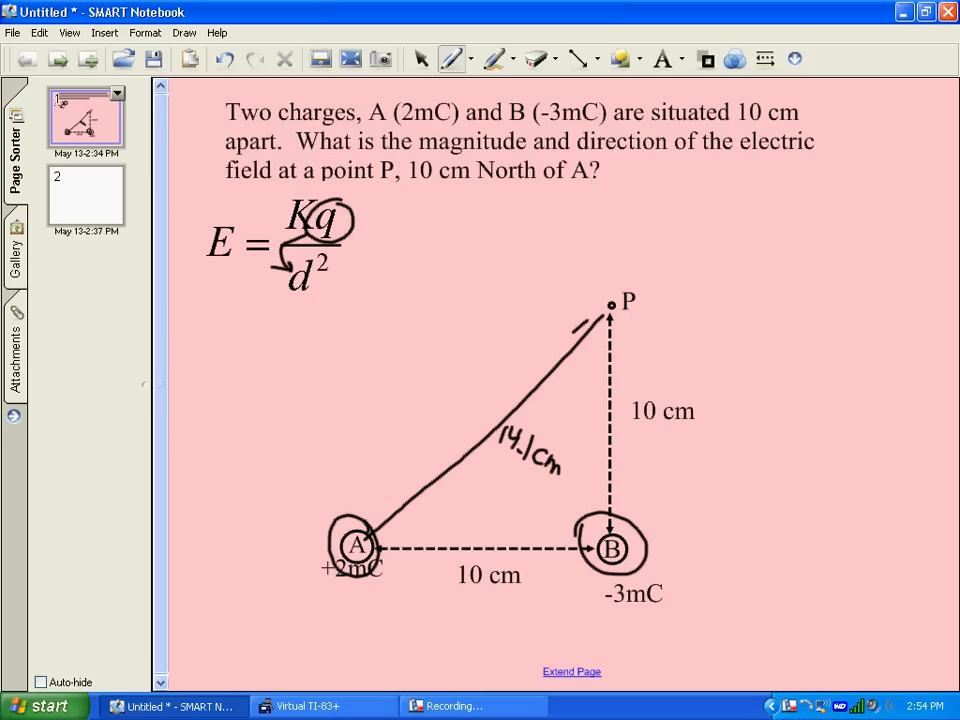 Untitled * - SMART Notebook
File Edit View Insert Format Draw Help
Page Sorter
Gallery
Attachments
1
May 13-2:34 PM
2
May 13-2:37 PM
Two charges, A (2mC) and B (-3mC) are situated 10 cm
apart. What is the magnitude and direction of the electric
field at a point P, 10 cm North of A?
E = Kq
d²
P
10 cm
14.1cm
A
B
+2mC
10 cm
-3mC
Extend Page
Auto-hide
start
Untitled * - SMART N...
Virtual TI-83+
Recording...
2:54 PM